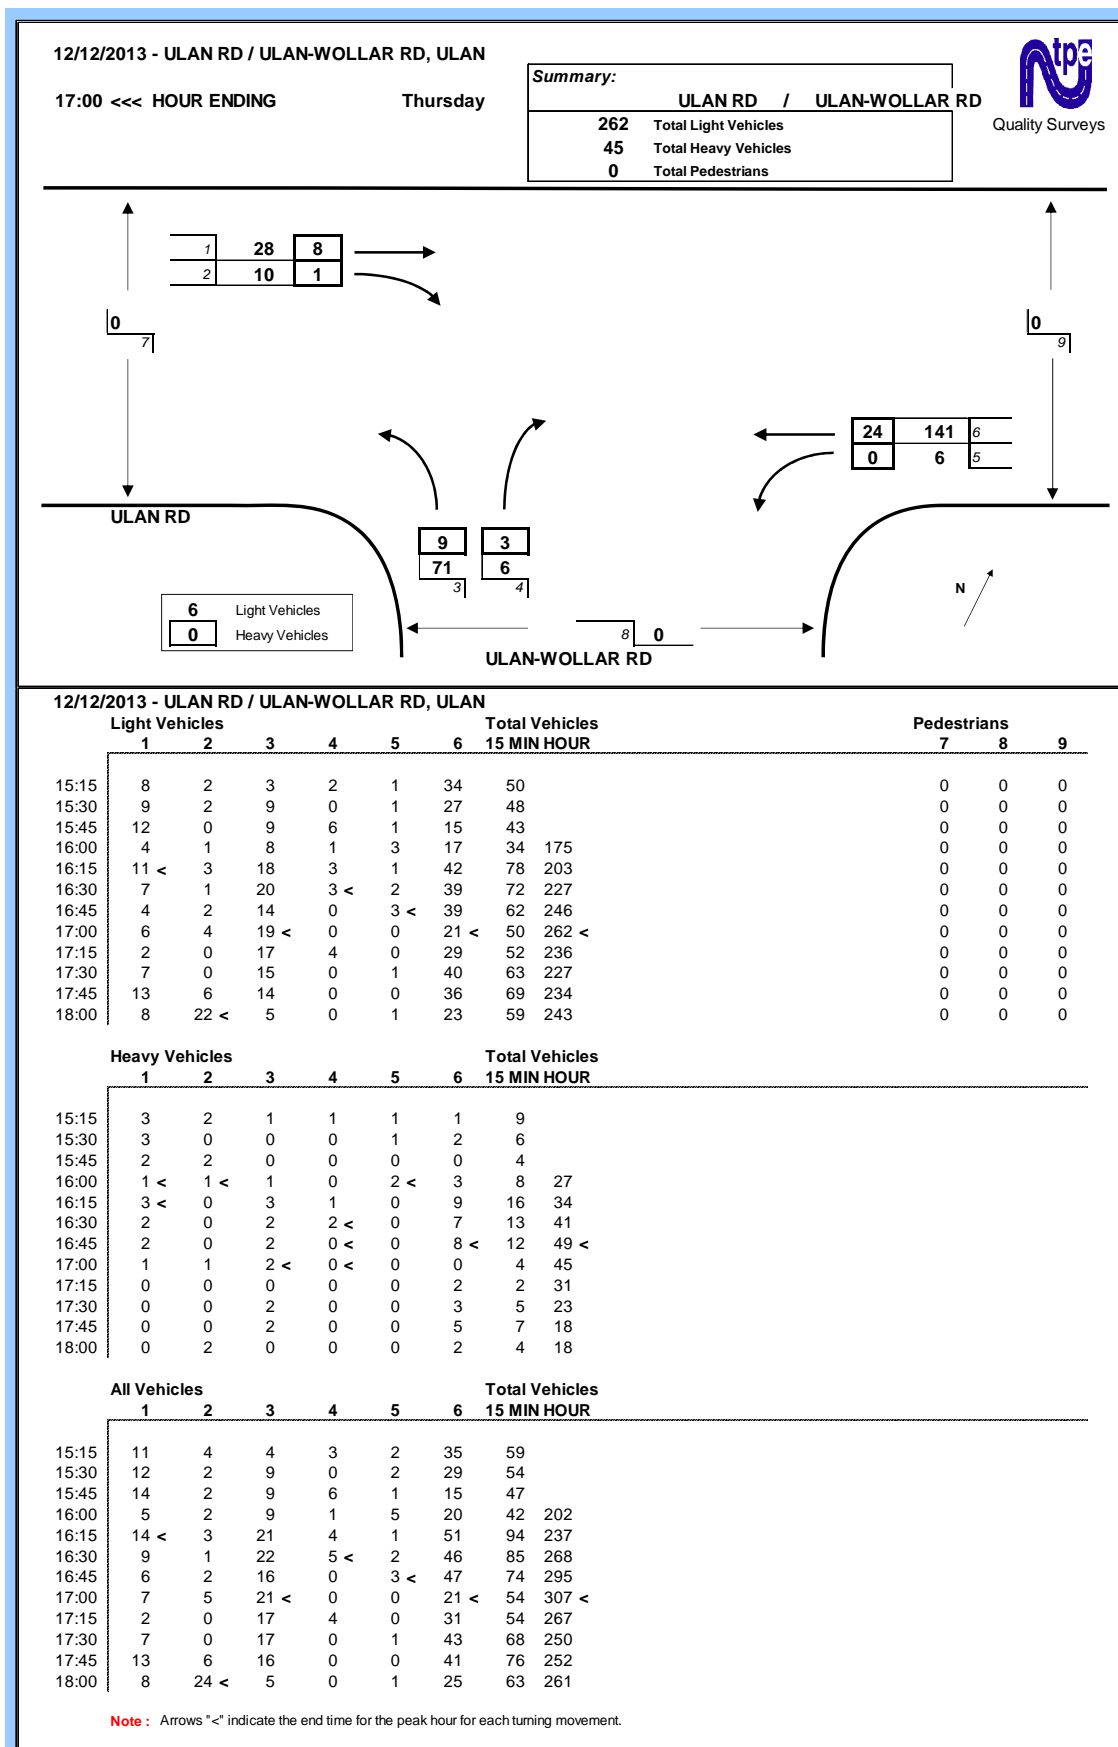 12/12/2013 - ULAN RD / ULAN-WOLLAR RD, ULAN
17:00 <<< HOUR ENDING Thursday
Summary:
ULAN RD / ULAN-WOLLAR RD
262 Total Light Vehicles
45 Total Heavy Vehicles
0 Total Pedestrians
tpe
Quality Surveys
1 28 8
2 10 1
0
7
0
9
24 141 6
0 6 5
ULAN RD
9 3
71 6
3 4
N
6 Light Vehicles
0 Heavy Vehicles
8 0
ULAN-WOLLAR RD
12/12/2013 - ULAN RD / ULAN-WOLLAR RD, ULAN
Light Vehicles Total Vehicles Pedestrians
1 2 3 4 5 6 15 MIN HOUR 7 8 9
15:15 8 2 3 2 1 34 50 0 0 0
15:30 9 2 9 0 1 27 48 0 0 0
15:45 12 0 9 6 1 15 43 0 0 0
16:00 4 1 8 1 3 17 34 175 0 0 0
16:15 11 < 3 18 3 1 42 78 203 0 0 0
16:30 7 1 20 3 < 2 39 72 227 0 0 0
16:45 4 2 14 0 3 < 39 62 246 0 0 0
17:00 6 4 19 < 0 0 21 < 50 262 < 0 0 0
17:15 2 0 17 4 0 29 52 236 0 0 0
17:30 7 0 15 0 1 40 63 227 0 0 0
17:45 13 6 14 0 0 36 69 234 0 0 0
18:00 8 22 < 5 0 1 23 59 243 0 0 0
Heavy Vehicles Total Vehicles
1 2 3 4 5 6 15 MIN HOUR
15:15 3 2 1 1 1 1 9
15:30 3 0 0 0 1 2 6
15:45 2 2 0 0 0 0 4
16:00 1 < 1 < 1 0 2 < 3 8 27
16:15 3 < 0 3 1 0 9 16 34
16:30 2 0 2 2 < 0 7 13 41
16:45 2 0 2 0 < 0 8 < 12 49 <
17:00 1 1 2 < 0 < 0 0 4 45
17:15 0 0 0 0 0 2 2 31
17:30 0 0 2 0 0 3 5 23
17:45 0 0 2 0 0 5 7 18
18:00 0 2 0 0 0 2 4 18
All Vehicles Total Vehicles
1 2 3 4 5 6 15 MIN HOUR
15:15 11 4 4 3 2 35 59
15:30 12 2 9 0 2 29 54
15:45 14 2 9 6 1 15 47
16:00 5 2 9 1 5 20 42 202
16:15 14 < 3 21 4 1 51 94 237
16:30 9 1 22 5 < 2 46 85 268
16:45 6 2 16 0 3 < 47 74 295
17:00 7 5 21 < 0 0 21 < 54 307 <
17:15 2 0 17 4 0 31 54 267
17:30 7 0 17 0 1 43 68 250
17:45 13 6 16 0 0 41 76 252
18:00 8 24 < 5 0 1 25 63 261
Note : Arrows "<" indicate the end time for the peak hour for each turning movement.